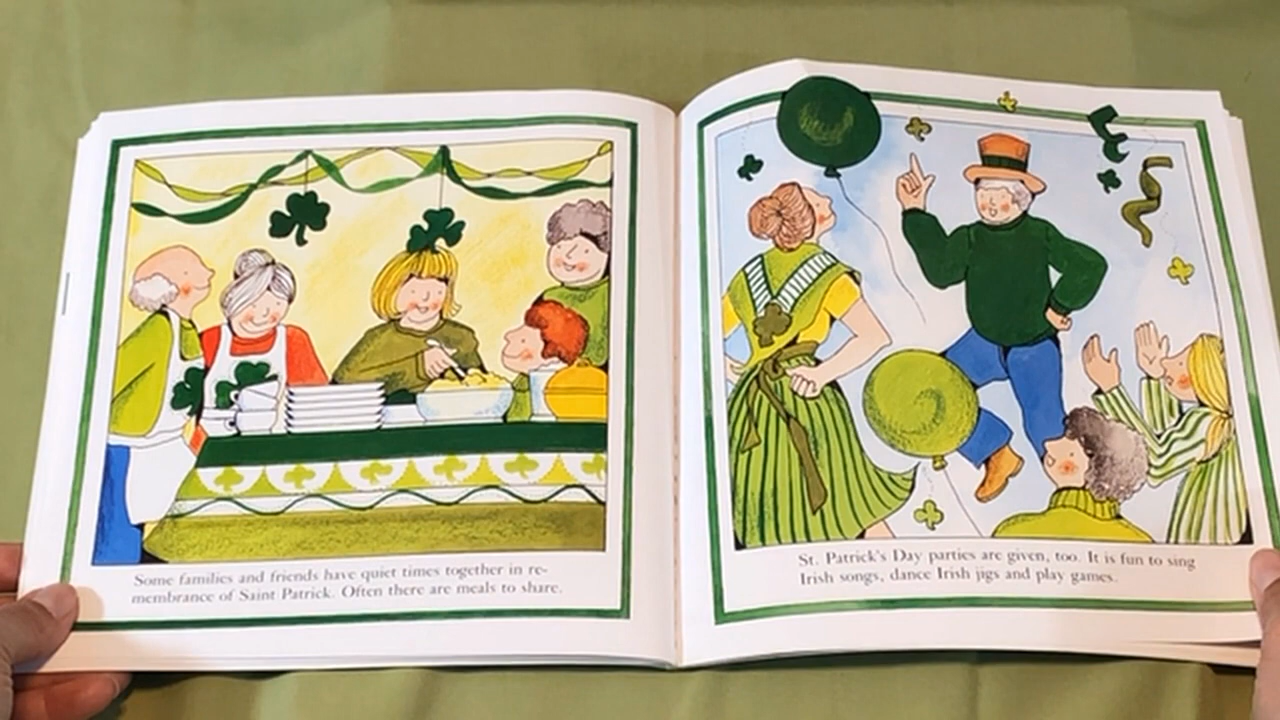 Some families and friends have quiet times together in re-
membrance of Saint Patrick. Often there are meals to share.
St. Patrick's Day parties are given, too. It is fun to sing
Irish songs, dance Irish jigs and play games.